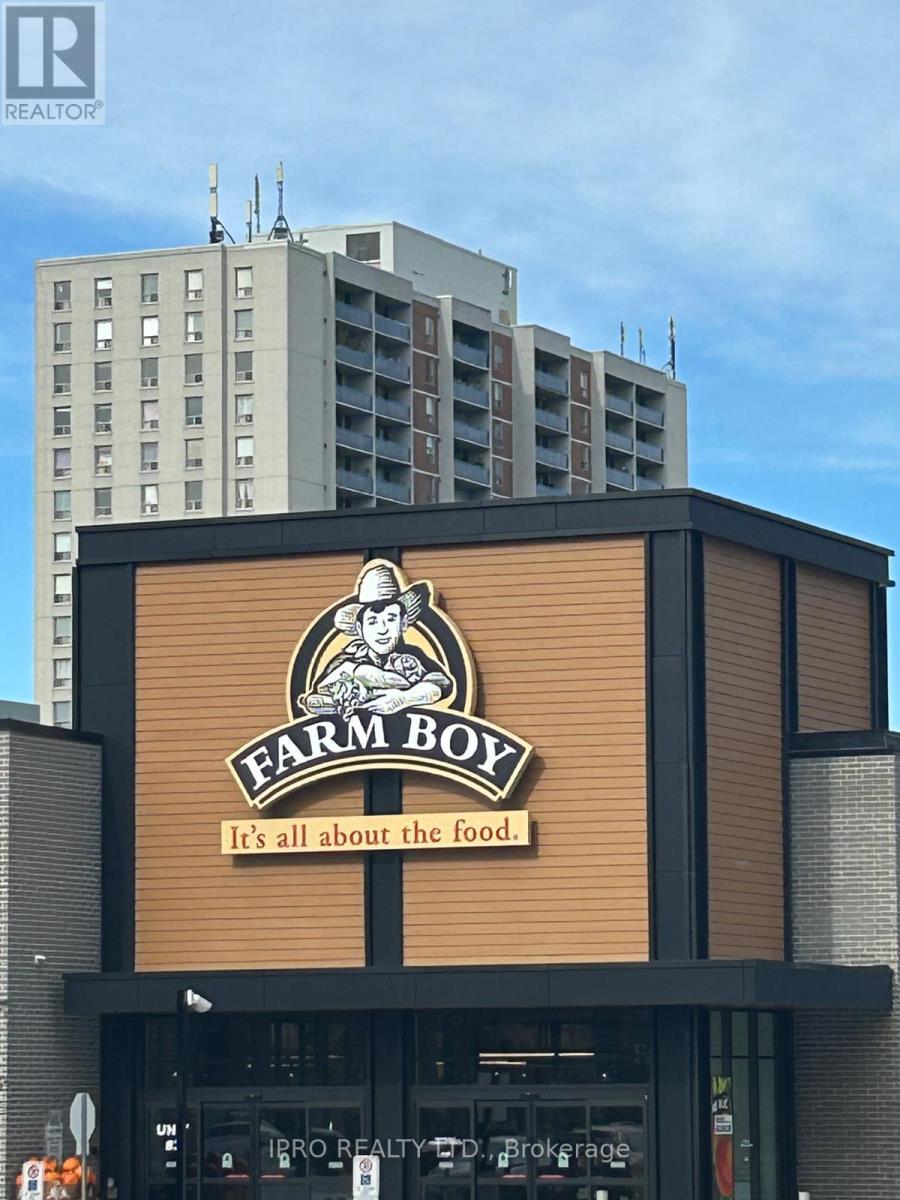 R
REALTOR®
FARM BOY
It's all about the food.
IPRO REALTY LTD., Brokerage